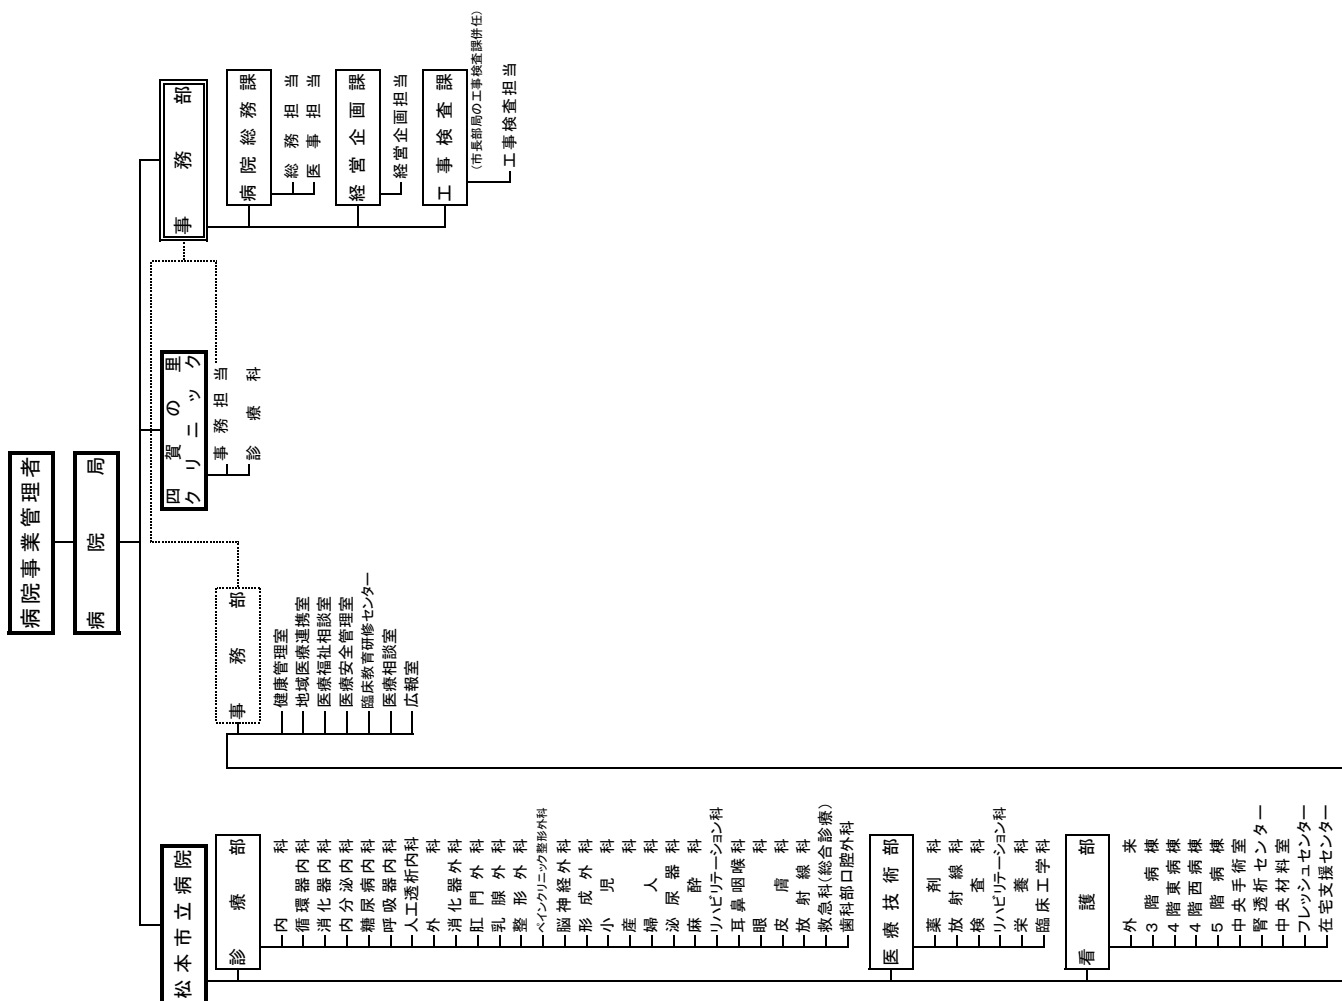 病院事業管理者
病院局
事務部
病院総務課
総務担当
医事担当
経営企画課
経営企画担当
工事検査課
(市長部局の工事検査課併任)
工事検査担当
四賀の里
クリニック
事務担当
診療科
事務部
健康管理室
地域医療連携室
医療福祉相談室
医療安全管理室
臨床教育研修センター
医療相談室
広報室
松本市立病院
診療部
内科
循環器内科
消化器内科
内分泌内科
糖尿病内科
呼吸器内科
人工透析内科
外科
消化器外科
肛門外科
乳腺外科
整形外科
ペインクリニック整形外科
脳神経外科
形成外科
小児科
産科
婦人科
泌尿器科
麻酔科
リハビリテーション科
耳鼻咽喉科
眼科
皮膚科
放射線科
救急科(総合診療)
歯科部口腔外科
医療技術部
薬剤科
放射線科
検査科
リハビリテーション科
栄養科
臨床工学科
看護部
外来
3階病棟
4階東病棟
4階西病棟
5階病棟
中央手術室
腎透析センター
中央材料室
フレッシュセンター
在宅支援センター